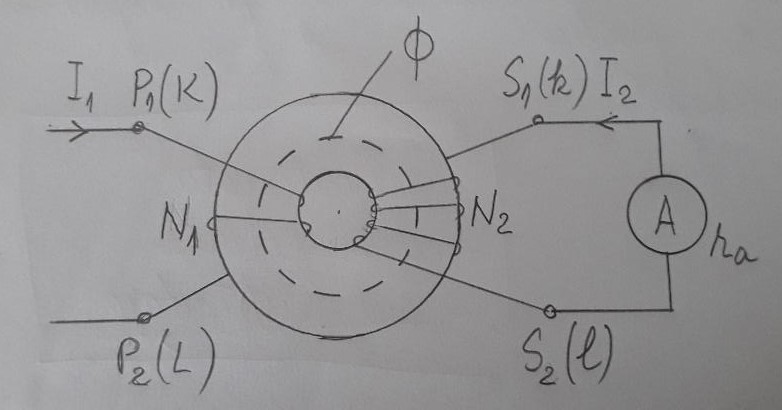 Φ
I₁ P₁(K)
S₁(k) I₂
N₁
N₂
A
ra
P₂(L)
S₂(l)